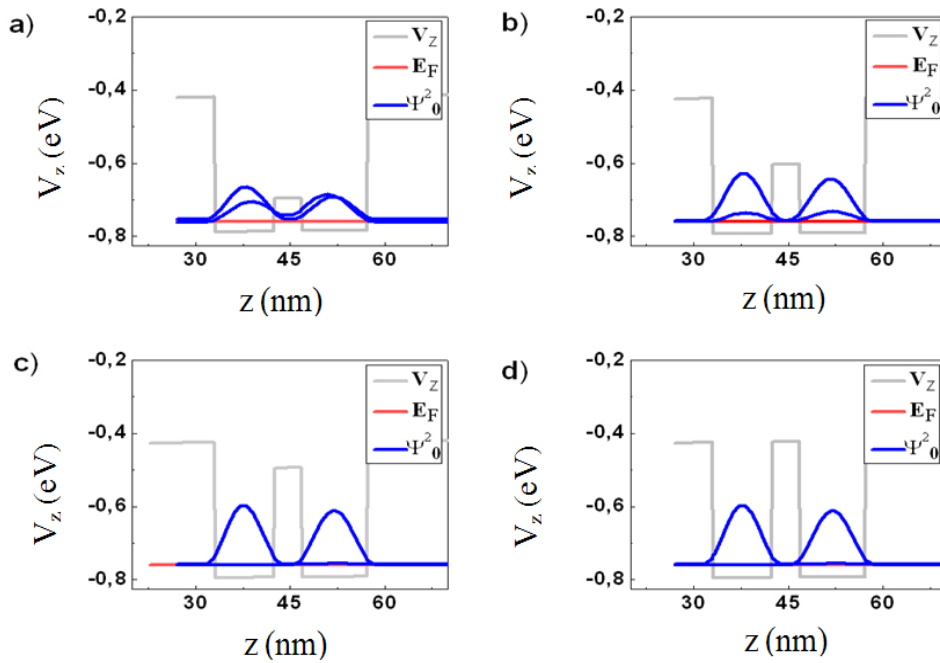 a)
V_z (eV)
-0,2
-0,4
-0,6
-0,8
30 45 60
z (nm)
V_Z
E_F
Ψ²₀
b)
V_z (eV)
-0,2
-0,4
-0,6
-0,8
30 45 60
z (nm)
V_Z
E_F
Ψ²₀
c)
V_z (eV)
-0,2
-0,4
-0,6
-0,8
30 45 60
z (nm)
V_Z
E_F
Ψ²₀
d)
V_z (eV)
-0,2
-0,4
-0,6
-0,8
30 45 60
z (nm)
V_Z
E_F
Ψ²₀